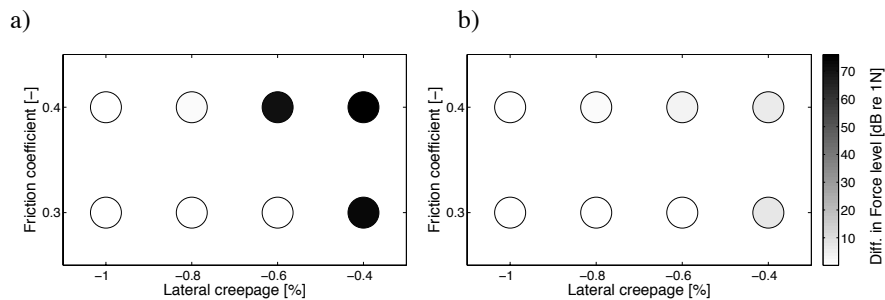 a)
Friction coefficient [−]
0.4
0.3
−1 −0.8 −0.6 −0.4
Lateral creepage [%]
b)
Friction coefficient [−]
0.4
0.3
−1 −0.8 −0.6 −0.4
Lateral creepage [%]
70
60
50
40
30
20
10
Diff. in Force level [dB re 1N]